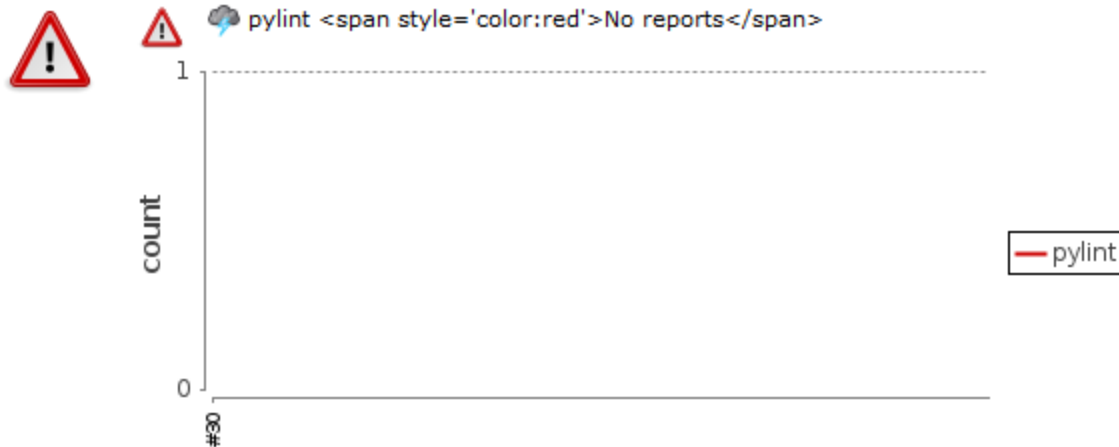 pylint <span style='color:red'>No reports</span>
1
count
pylint
0
#30